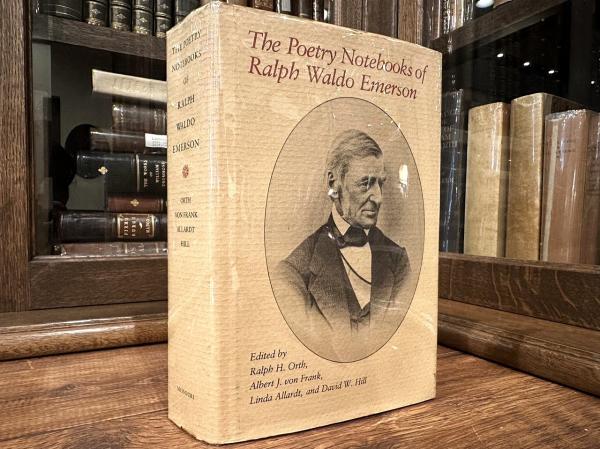 The Poetry Notebooks of
Ralph Waldo Emerson
Edited by
Ralph H. Orth,
Albert J. von Frank,
Linda Allardt, and David W. Hill
THE POETRY
NOTEBOOKS
of
RALPH
WALDO
EMERSON
ORTH
VON FRANK
ALLARDT
HILL
MISSOURI